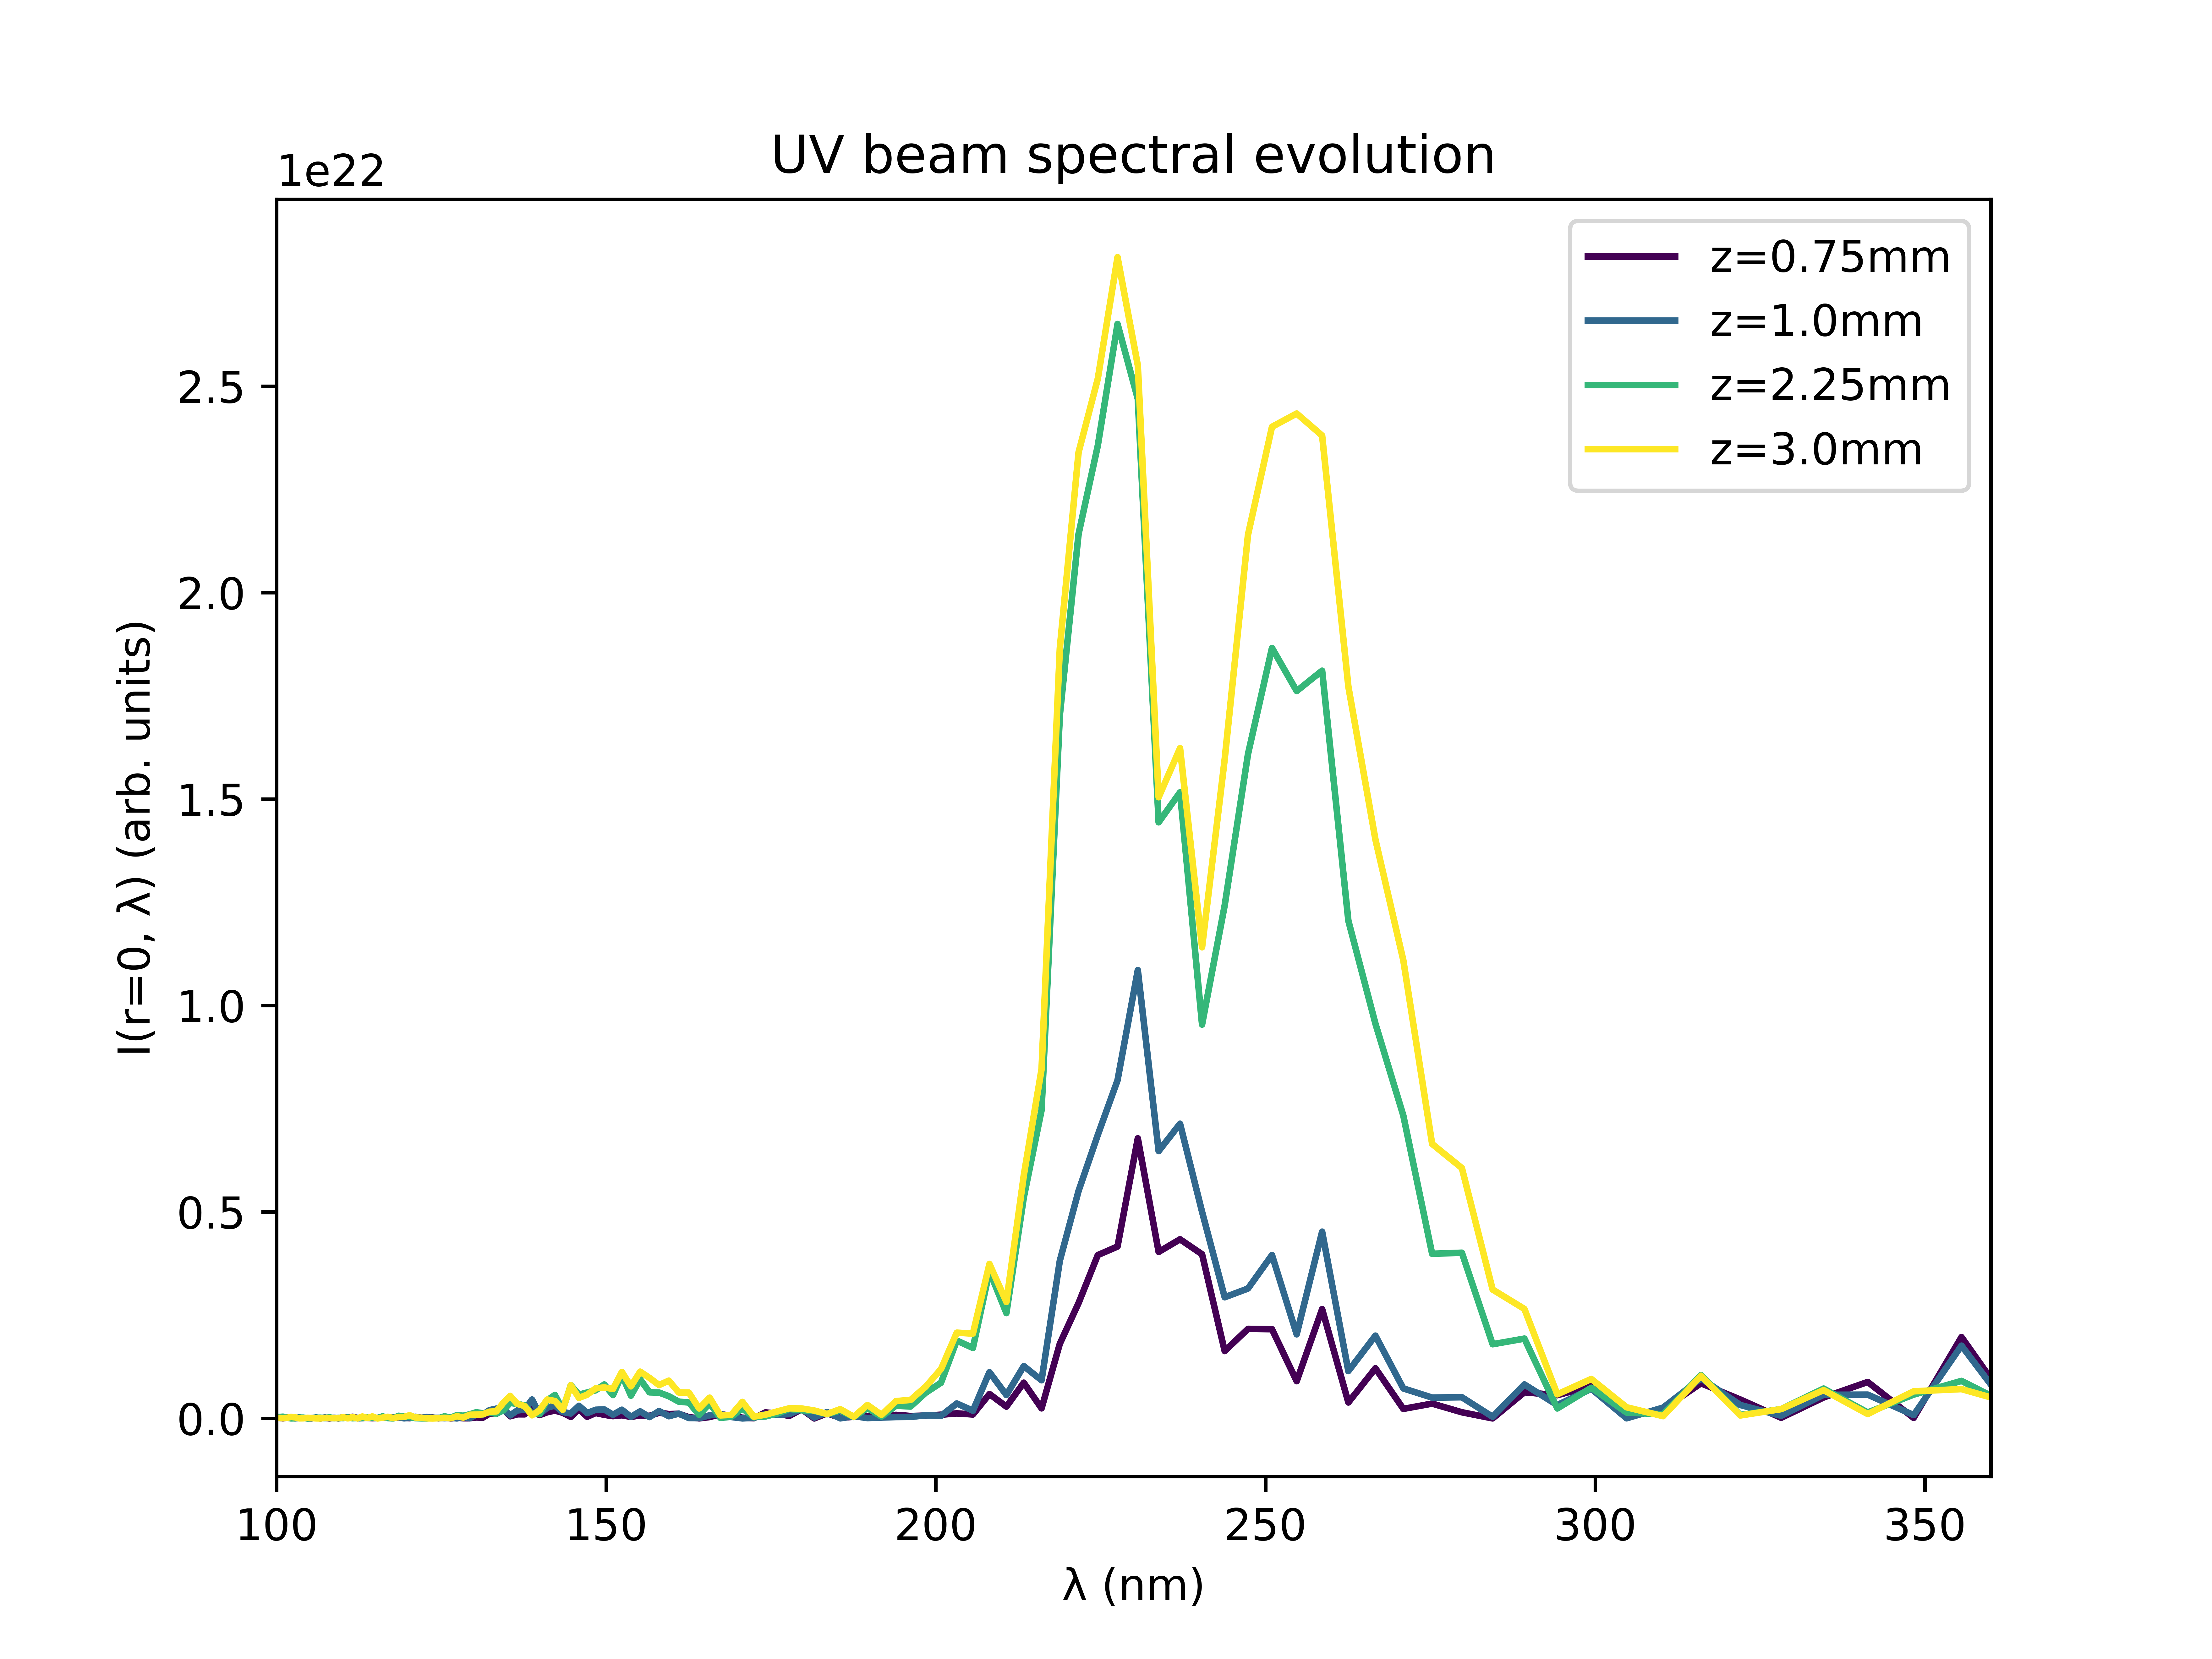 UV beam spectral evolution
1e22
z=0.75mm
z=1.0mm
z=2.25mm
z=3.0mm
2.5
2.0
1.5
1.0
0.5
0.0
I(r=0, λ) (arb. units)
100 150 200 250 300 350
λ (nm)